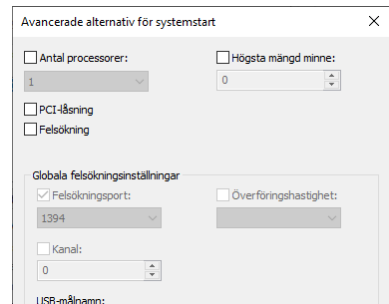 Avancerade alternativ för systemstart
Antal processorer:
Högsta mängd minne:
1
0
PCI-låsning
Felsökning
Globala felsökningsinställningar
Felsökningsport:
Överföringshastighet:
1394
Kanal:
0
USB-målnamn: